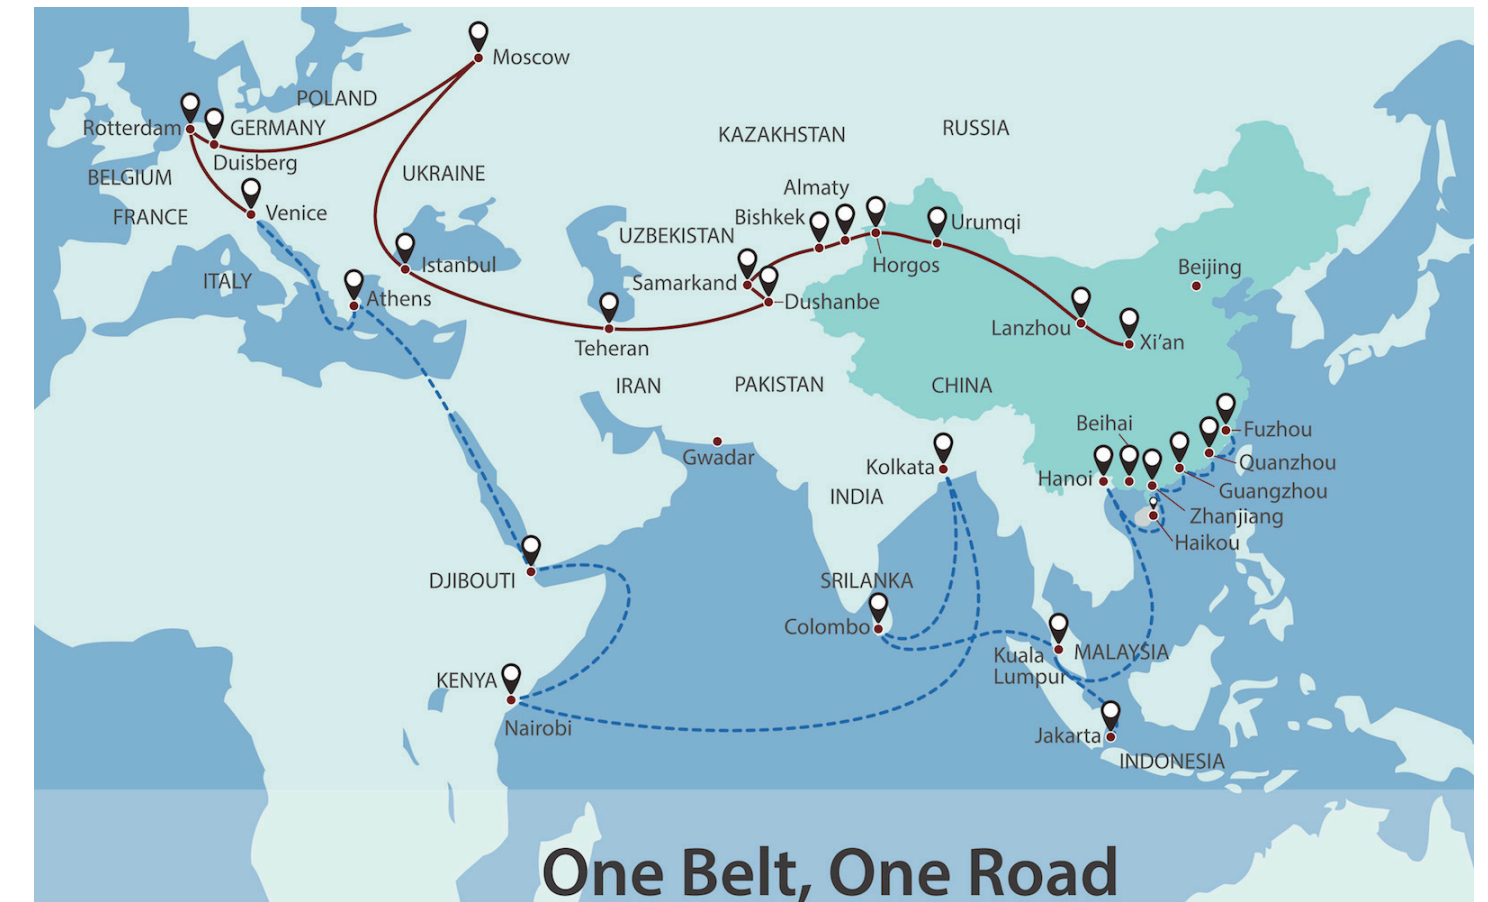 Moscow
POLAND
Rotterdam
GERMANY
Duisberg
KAZAKHSTAN
RUSSIA
BELGIUM
UKRAINE
Almaty
FRANCE
Venice
Bishkek
Urumqi
UZBEKISTAN
Istanbul
Horgos
Beijing
ITALY
Samarkand
Athens
Dushanbe
Lanzhou
Xi'an
Teheran
IRAN
PAKISTAN
CHINA
Beihai
Fuzhou
Gwadar
Kolkata
Quanzhou
Hanoi
INDIA
Guangzhou
Zhanjiang
Haikou
DJIBOUTI
SRILANKA
Colombo
Kuala
Lumpur
MALAYSIA
KENYA
Nairobi
Jakarta
INDONESIA
One Belt, One Road